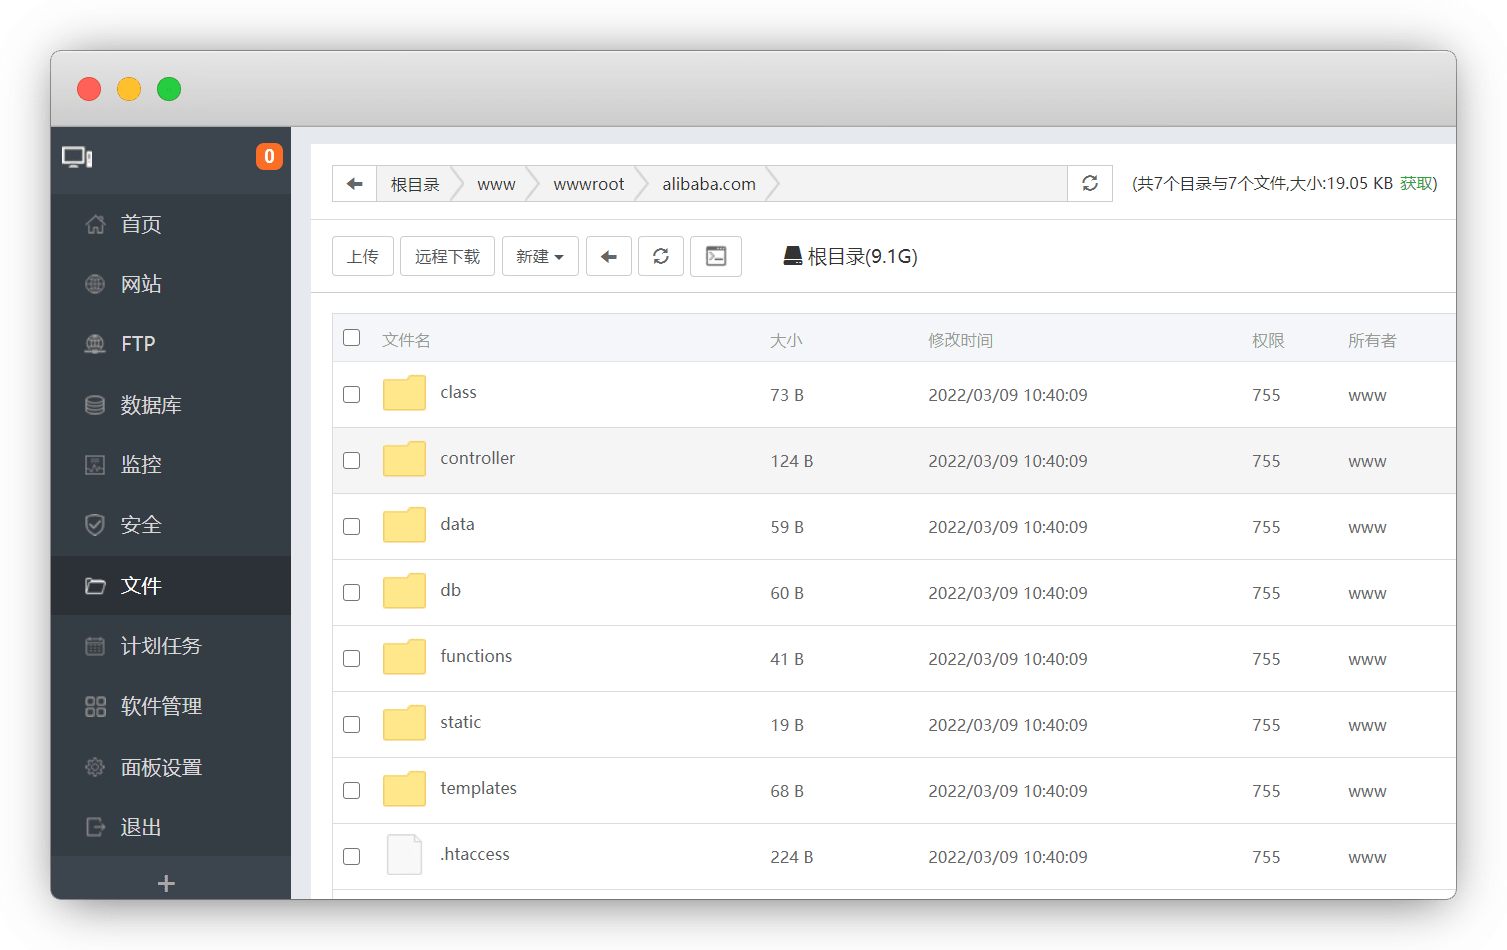 0
首页
网站
FTP
数据库
监控
安全
文件
计划任务
软件管理
面板设置
退出
根目录 www wwwroot alibaba.com (共7个目录与7个文件,大小:19.05 KB 获取)
上传 远程下载 新建 根目录(9.1G)
文件名 大小 修改时间 权限 所有者
class 73 B 2022/03/09 10:40:09 755 www
controller 124 B 2022/03/09 10:40:09 755 www
data 59 B 2022/03/09 10:40:09 755 www
db 60 B 2022/03/09 10:40:09 755 www
functions 41 B 2022/03/09 10:40:09 755 www
static 19 B 2022/03/09 10:40:09 755 www
templates 68 B 2022/03/09 10:40:09 755 www
.htaccess 224 B 2022/03/09 10:40:09 755 www